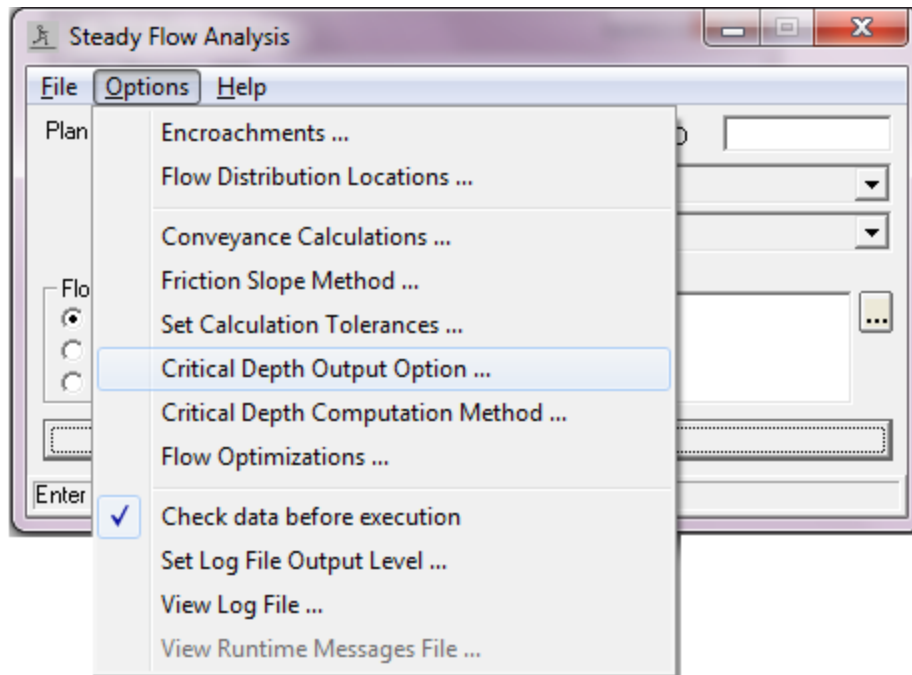 Steady Flow Analysis
File Options Help
Plan
Encroachments ...
Flow Distribution Locations ...
Conveyance Calculations ...
Flo
Friction Slope Method ...
...
Set Calculation Tolerances ...
Critical Depth Output Option ...
Critical Depth Computation Method ...
Flow Optimizations ...
Enter
Check data before execution
Set Log File Output Level ...
View Log File ...
View Runtime Messages File ...